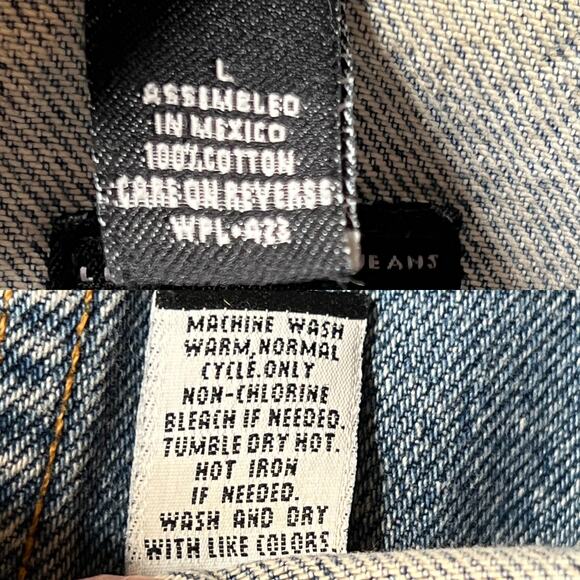 L
ASSEMBLED
IN MEXICO
100% COTTON
CARE ON REVERSE
WPL•423
JEANS
MACHINE WASH
WARM, NORMAL
CYCLE. ONLY
NON-CHLORINE
BLEACH IF NEEDED.
TUMBLE DRY HOT.
HOT IRON
IF NEEDED.
WASH AND DRY
WITH LIKE COLORS.